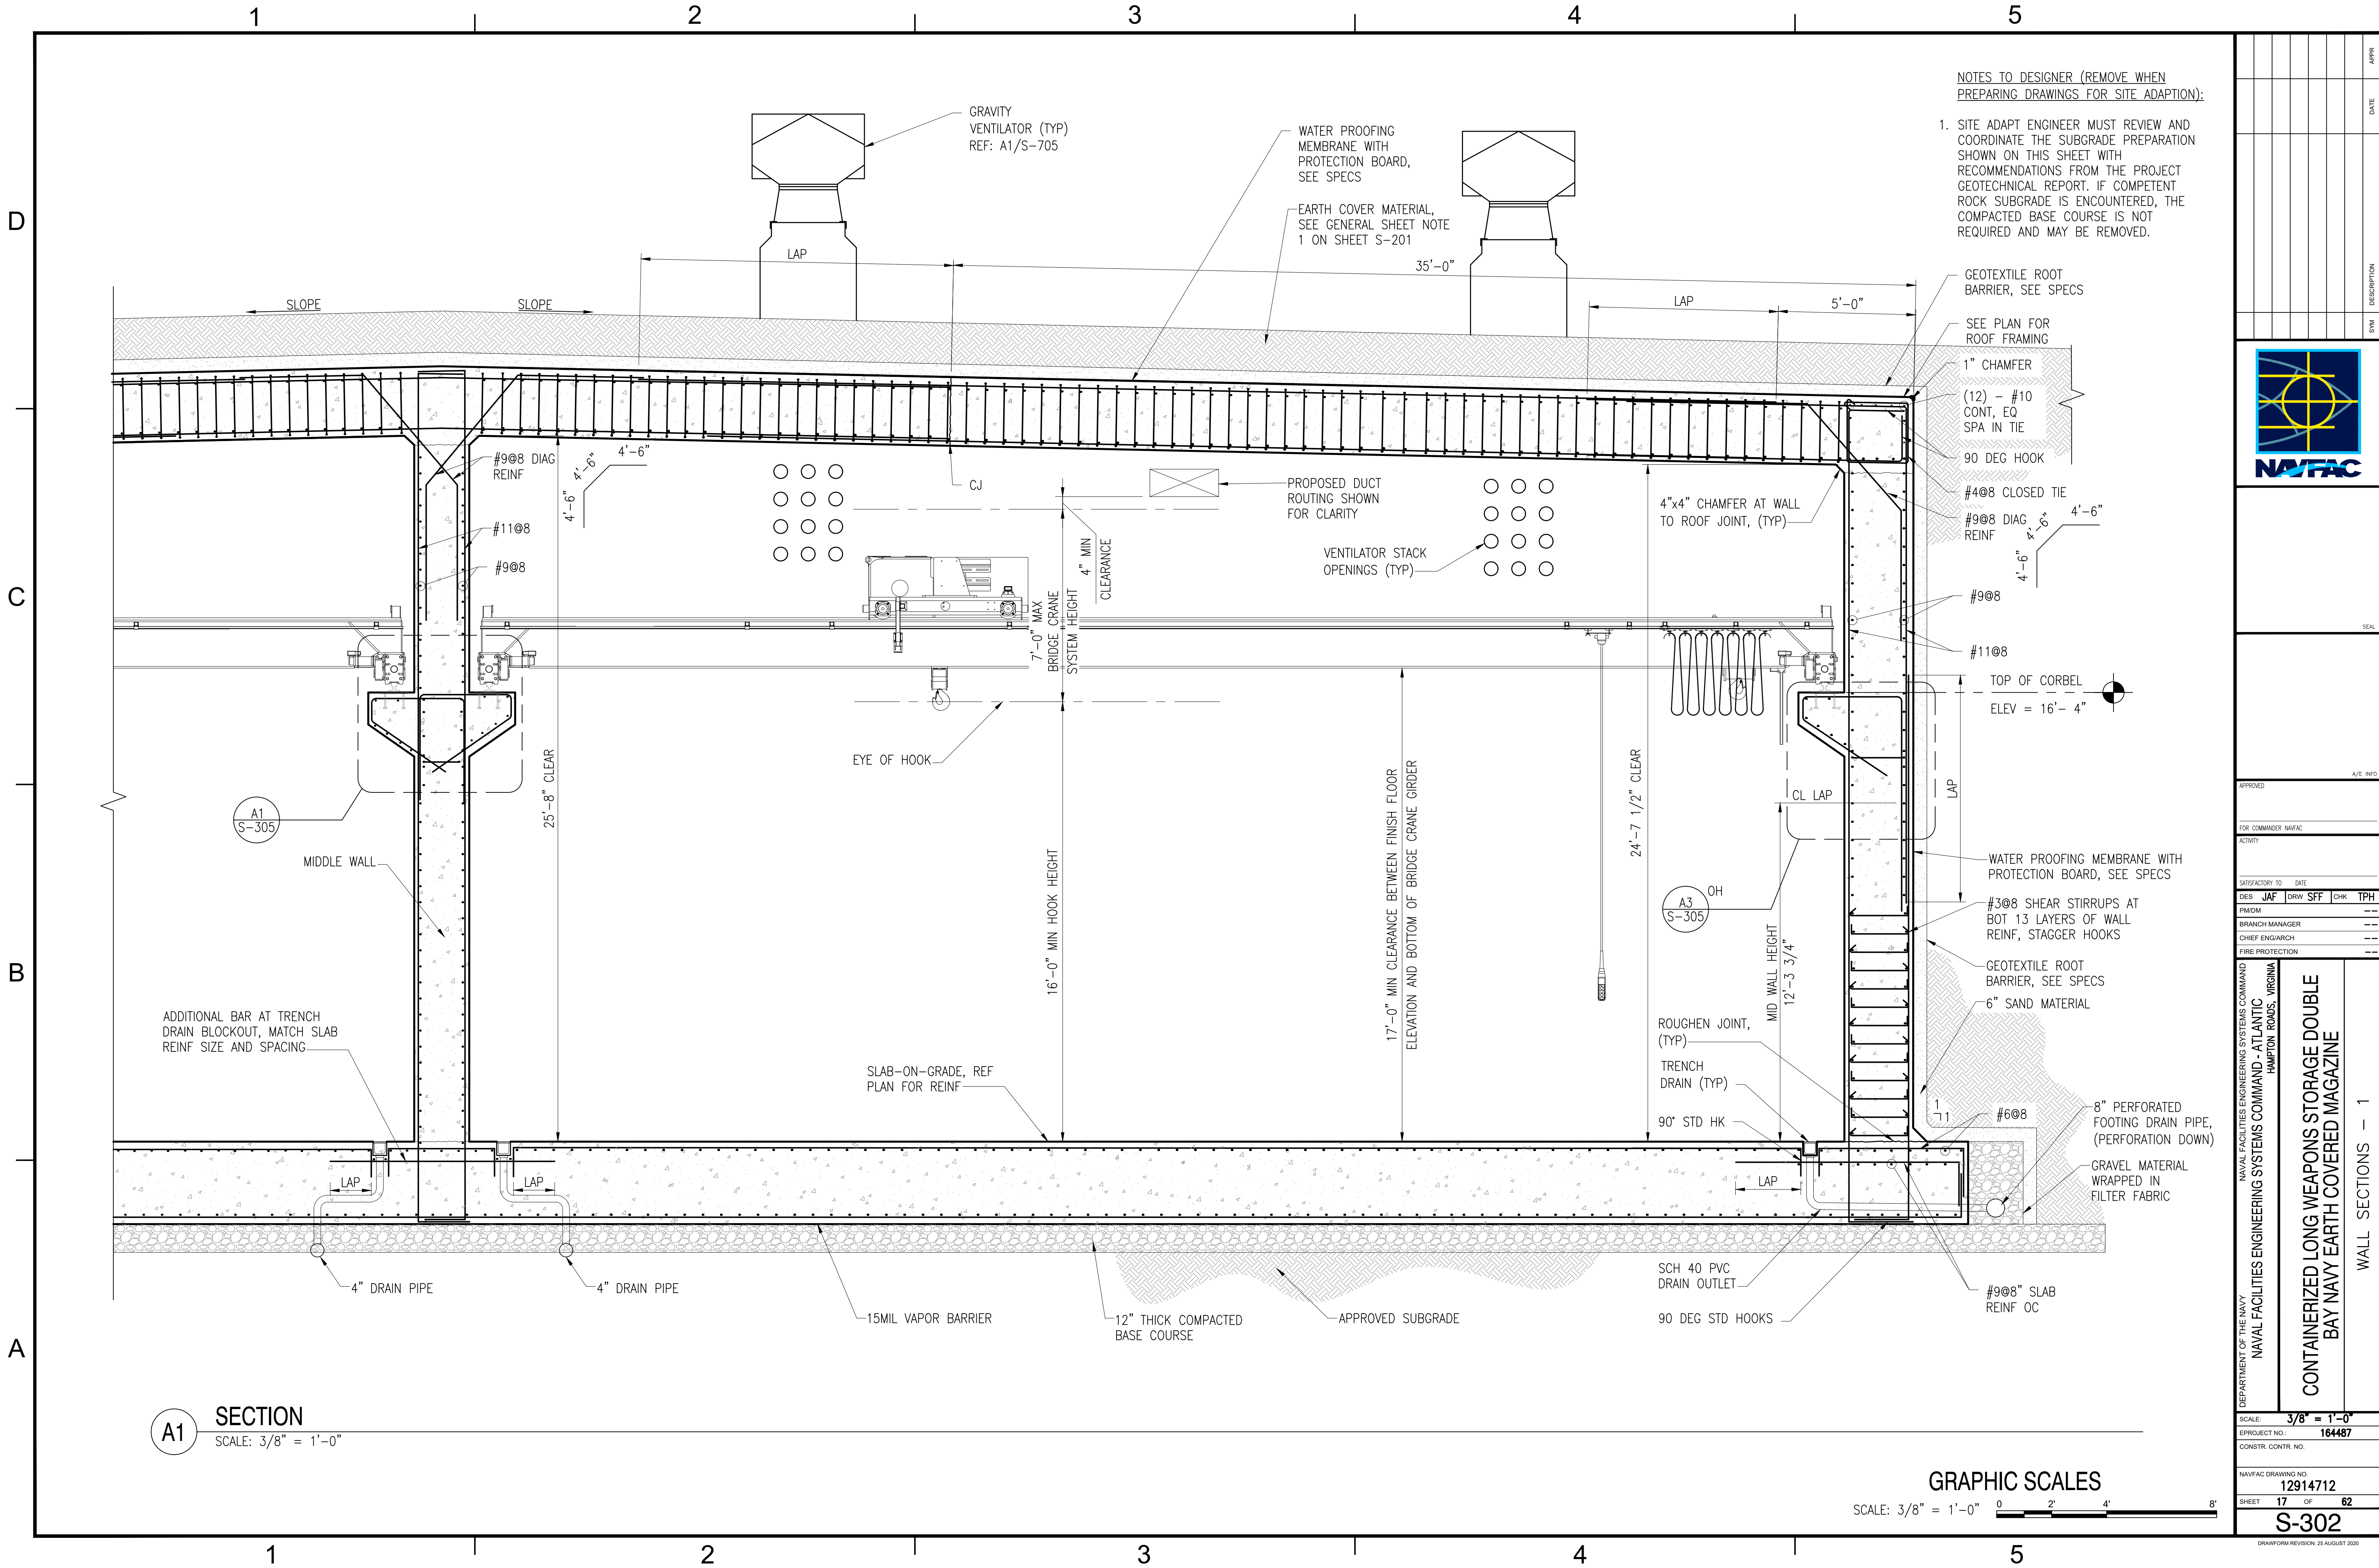 1 2 3 4 5
D
C
B
A
NOTES TO DESIGNER (REMOVE WHEN
PREPARING DRAWINGS FOR SITE ADAPTION):
1. SITE ADAPT ENGINEER MUST REVIEW AND
COORDINATE THE SUBGRADE PREPARATION
SHOWN ON THIS SHEET WITH
RECOMMENDATIONS FROM THE PROJECT
GEOTECHNICAL REPORT. IF COMPETENT
ROCK SUBGRADE IS ENCOUNTERED, THE
COMPACTED BASE COURSE IS NOT
REQUIRED AND MAY BE REMOVED.
GRAVITY
VENTILATOR (TYP)
REF: A1/S-705
WATER PROOFING
MEMBRANE WITH
PROTECTION BOARD,
SEE SPECS
EARTH COVER MATERIAL,
SEE GENERAL SHEET NOTE
1 ON SHEET S-201
LAP
35'-0"
LAP
5'-0"
SLOPE
SLOPE
GEOTEXTILE ROOT
BARRIER, SEE SPECS
SEE PLAN FOR
ROOF FRAMING
1" CHAMFER
(12) - #10
CONT, EQ
SPA IN TIE
90 DEG HOOK
#4@8 CLOSED TIE
#9@8 DIAG
REINF
4'-6"
4'-6"
4'-6"
#9@8
#11@8
TOP OF CORBEL
ELEV = 16'- 4"
#9@8 DIAG
REINF
4'-6"
4'-6"
4'-6"
#11@8
#9@8
CJ
PROPOSED DUCT
ROUTING SHOWN
FOR CLARITY
4"x4" CHAMFER AT WALL
TO ROOF JOINT, (TYP)
VENTILATOR STACK
OPENINGS (TYP)
4" MIN
CLEARANCE
7'-0" MAX
BRIDGE CRANE
SYSTEM HEIGHT
EYE OF HOOK
25'-8" CLEAR
16'-0" MIN HOOK HEIGHT
17'-0" MIN CLEARANCE BETWEEN FINISH FLOOR
ELEVATION AND BOTTOM OF BRIDGE CRANE GIRDER
24'-7 1/2" CLEAR
CL LAP
LAP
MID WALL HEIGHT
12'-3 3/4"
A1
S-305
MIDDLE WALL
A3
S-305
OH
WATER PROOFING MEMBRANE WITH
PROTECTION BOARD, SEE SPECS
#3@8 SHEAR STIRRUPS AT
BOT 13 LAYERS OF WALL
REINF, STAGGER HOOKS
GEOTEXTILE ROOT
BARRIER, SEE SPECS
6" SAND MATERIAL
ADDITIONAL BAR AT TRENCH
DRAIN BLOCKOUT, MATCH SLAB
REINF SIZE AND SPACING
SLAB-ON-GRADE, REF
PLAN FOR REINF
ROUGHEN JOINT,
(TYP)
TRENCH
DRAIN (TYP)
90° STD HK
1
1
#6@8
8" PERFORATED
FOOTING DRAIN PIPE,
(PERFORATION DOWN)
GRAVEL MATERIAL
WRAPPED IN
FILTER FABRIC
LAP
LAP
LAP
4" DRAIN PIPE
4" DRAIN PIPE
15MIL VAPOR BARRIER
12" THICK COMPACTED
BASE COURSE
APPROVED SUBGRADE
SCH 40 PVC
DRAIN OUTLET
90 DEG STD HOOKS
#9@8" SLAB
REINF OC
A1
SECTION
SCALE: 3/8" = 1'-0"
GRAPHIC SCALES
SCALE: 3/8" = 1'-0"
0 2' 4' 8'
1 2 3 4 5
APPR
DATE
DESCRIPTION
SYM
NAVFAC
SEAL
A/E INFO
APPROVED
FOR COMMANDER NAVFAC
ACTIVITY
SATISFACTORY TO DATE
DES JAF DRW SFF CHK TPH
PM/DM --
BRANCH MANAGER --
CHIEF ENG/ARCH --
FIRE PROTECTION --
DEPARTMENT OF THE NAVY NAVAL FACILITIES ENGINEERING SYSTEMS COMMAND
NAVAL FACILITIES ENGINEERING SYSTEMS COMMAND - ATLANTIC
HAMPTON ROADS, VIRGINIA
CONTAINERIZED LONG WEAPONS STORAGE DOUBLE
BAY NAVY EARTH COVERED MAGAZINE
WALL SECTIONS - 1
SCALE: 3/8" = 1'-0"
EPROJECT NO.: 164487
CONSTR. CONTR. NO.
NAVFAC DRAWING NO.
12914712
SHEET 17 OF 62
S-302
DRAWFORM REVISION: 25 AUGUST 2020